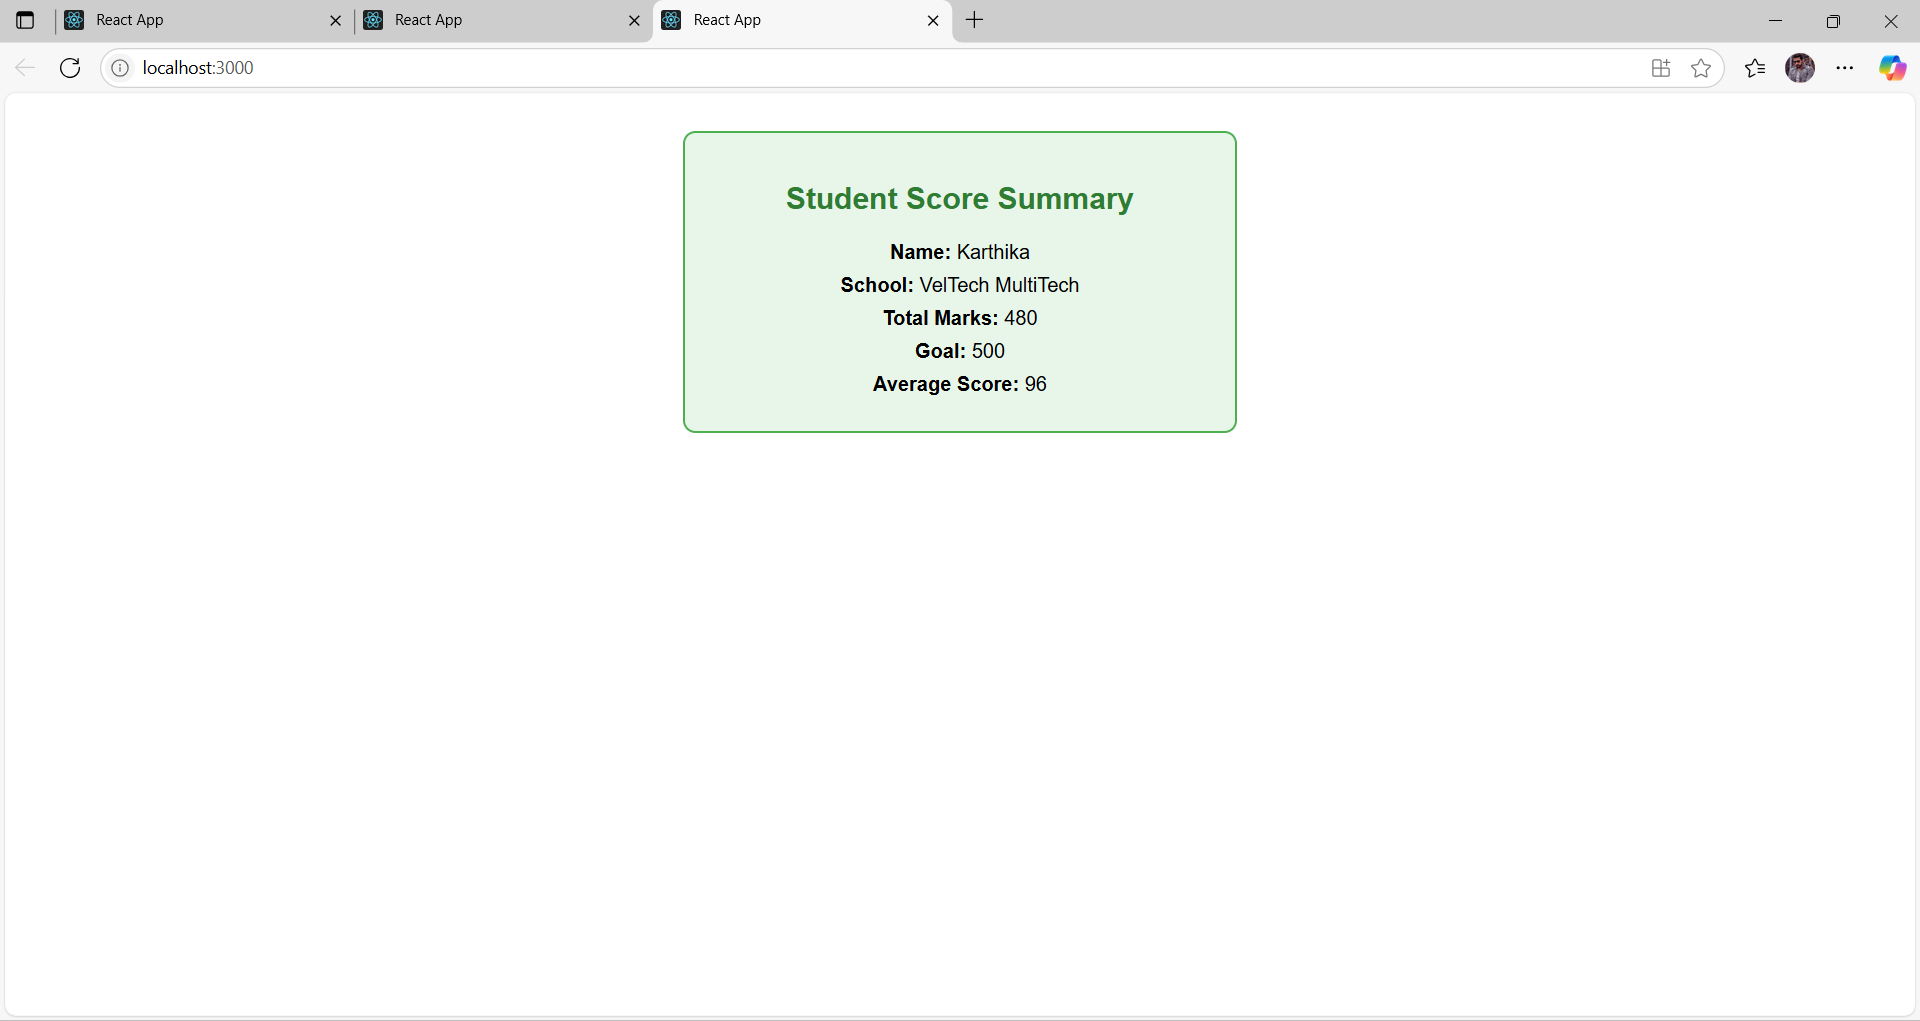 React App
React App
React App
localhost:3000
Student Score Summary
Name: Karthika
School: VelTech MultiTech
Total Marks: 480
Goal: 500
Average Score: 96